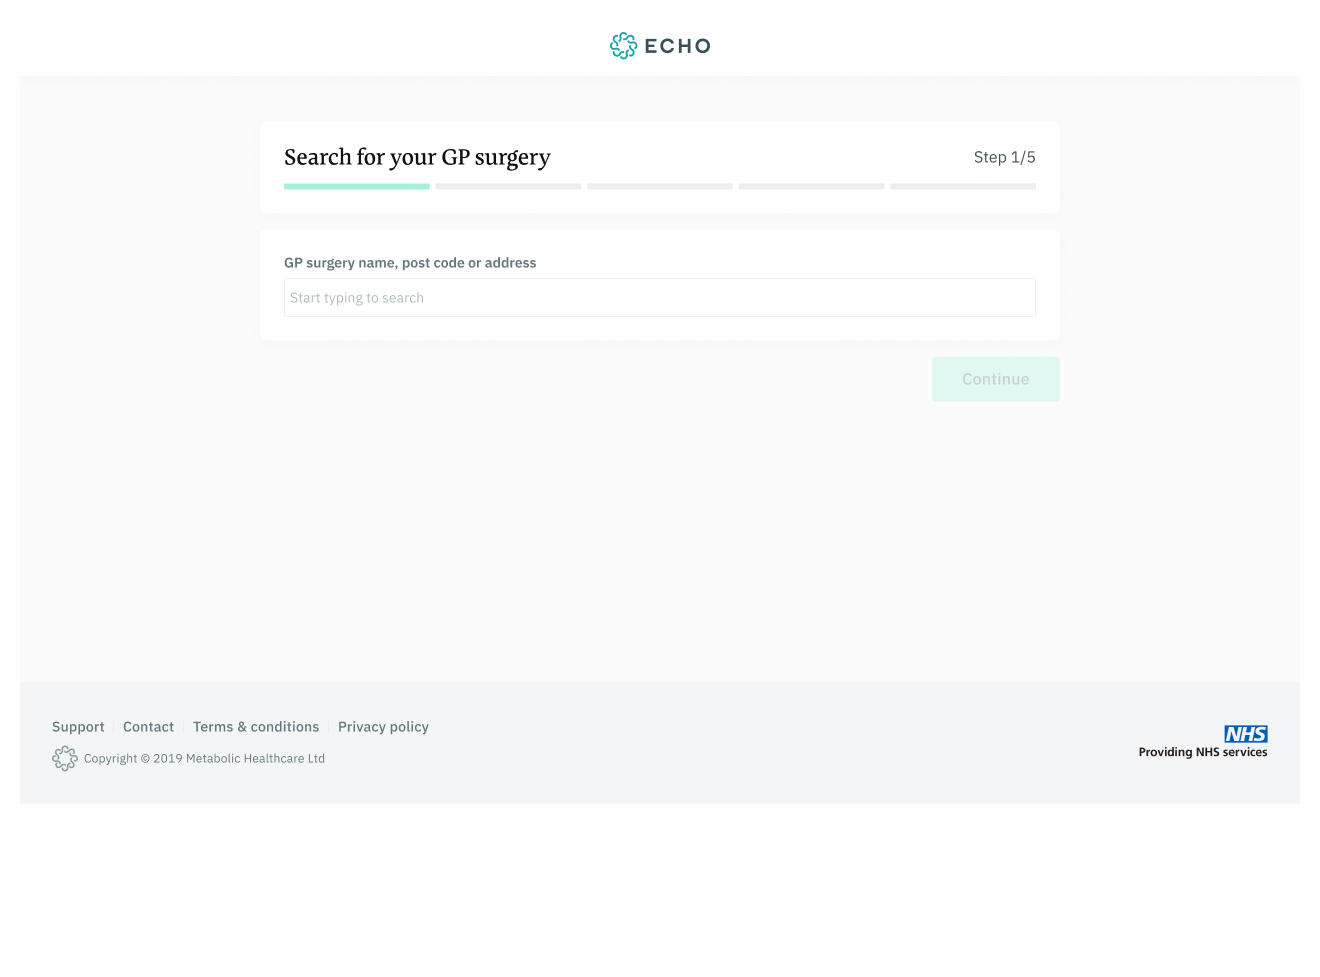 ECHO
Search for your GP surgery
Step 1/5
GP surgery name, post code or address
Start typing to search
Continue
Support Contact Terms & conditions Privacy policy
Copyright © 2019 Metabolic Healthcare Ltd
NHS
Providing NHS services